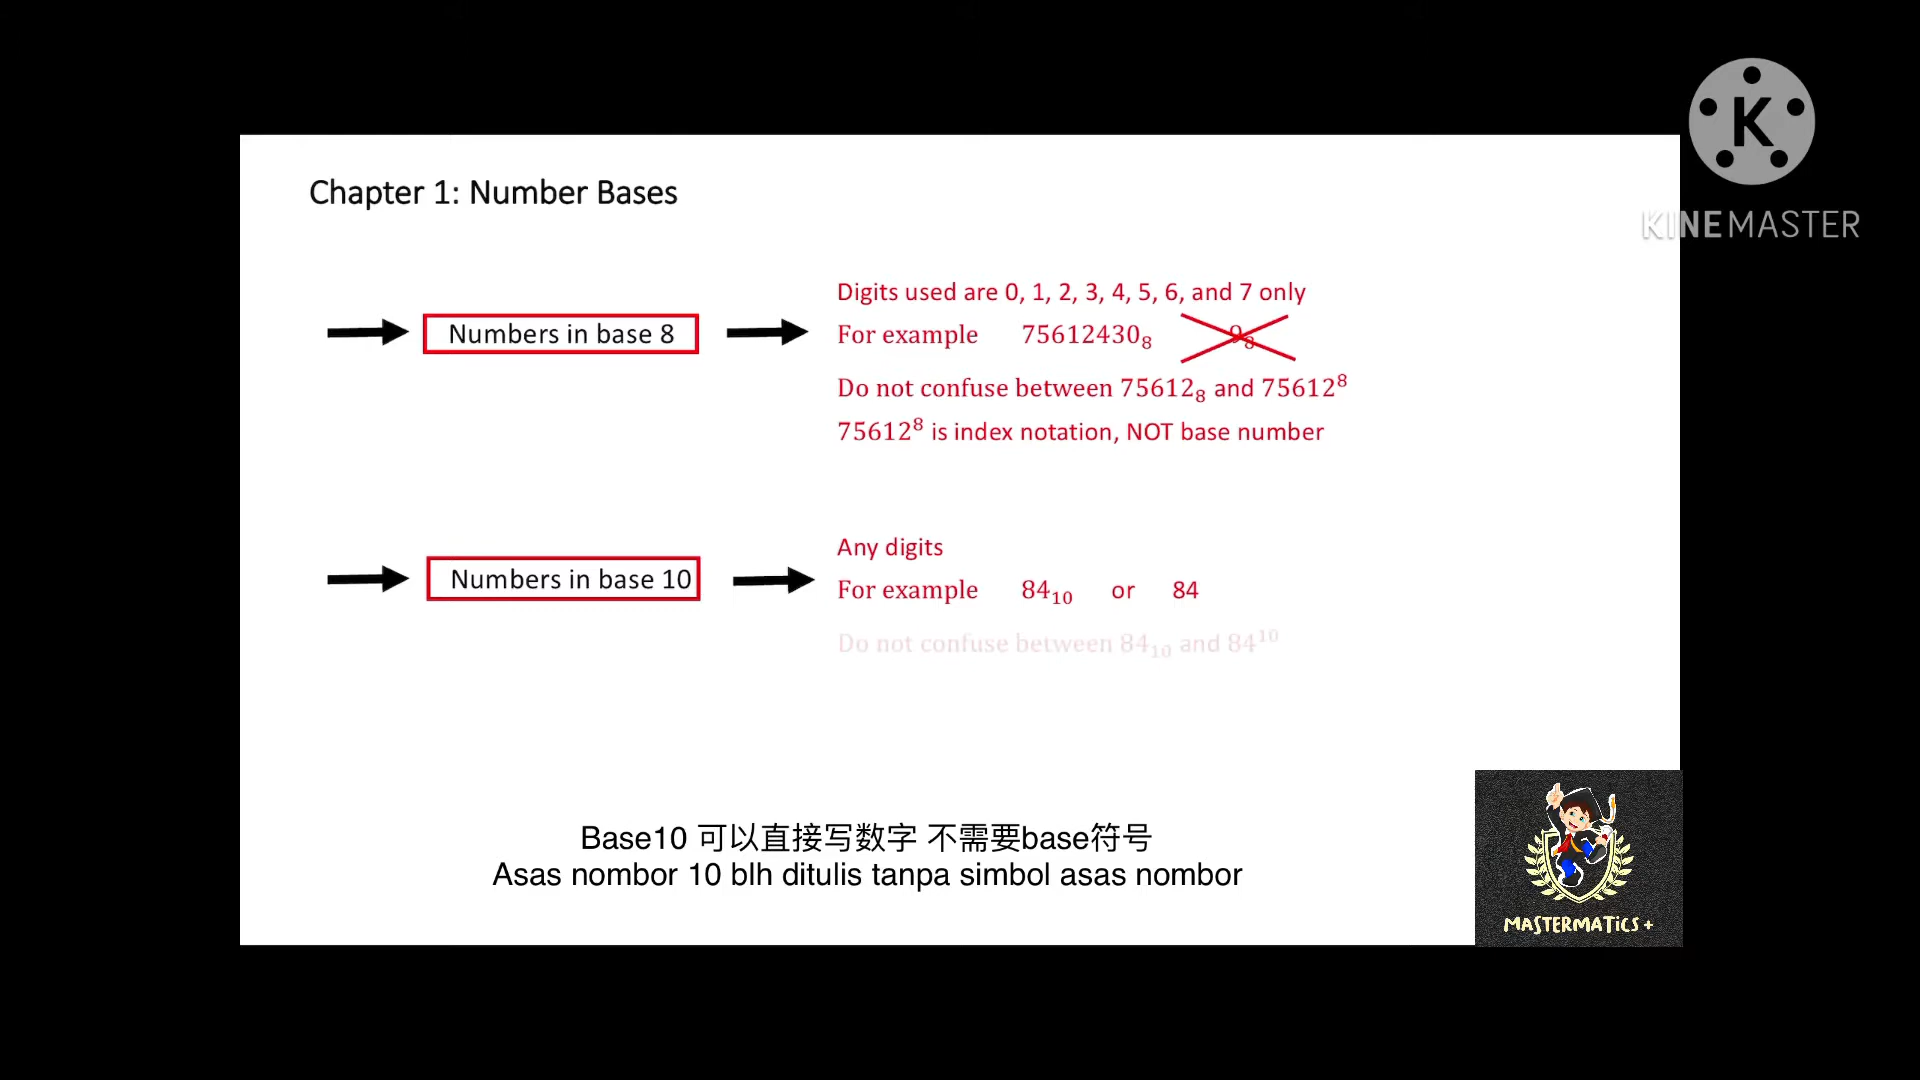 K
KINEMASTER
Chapter 1: Number Bases
Numbers in base 8
Digits used are 0, 1, 2, 3, 4, 5, 6, and 7 only
For example 75612430₈ 9₈
Do not confuse between 75612₈ and 75612⁸
75612⁸ is index notation, NOT base number
Numbers in base 10
Any digits
For example 84₁₀ or 84
Do not confuse between 84₁₀ and 84¹⁰
Base10 可以直接写数字 不需要base符号
Asas nombor 10 blh ditulis tanpa simbol asas nombor
MASTERMATiCS +